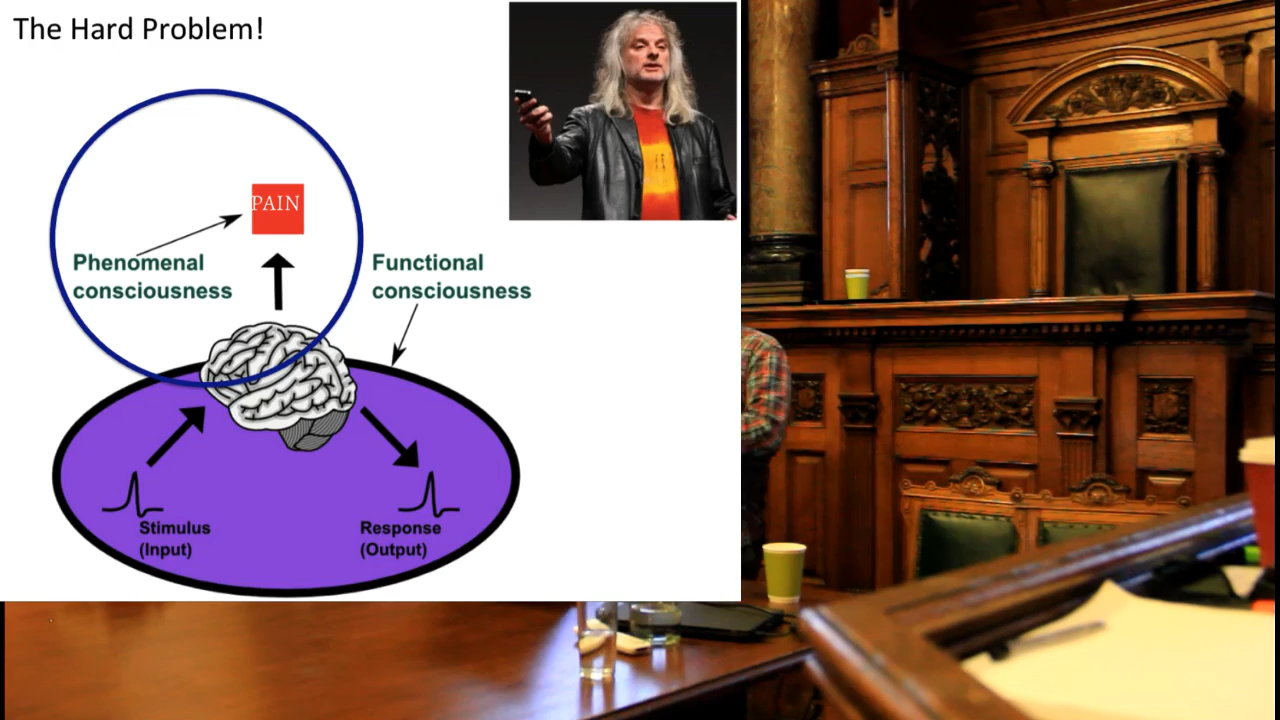 The Hard Problem!
PAIN
Phenomenal
consciousness
Functional
consciousness
Stimulus
(Input)
Response
(Output)